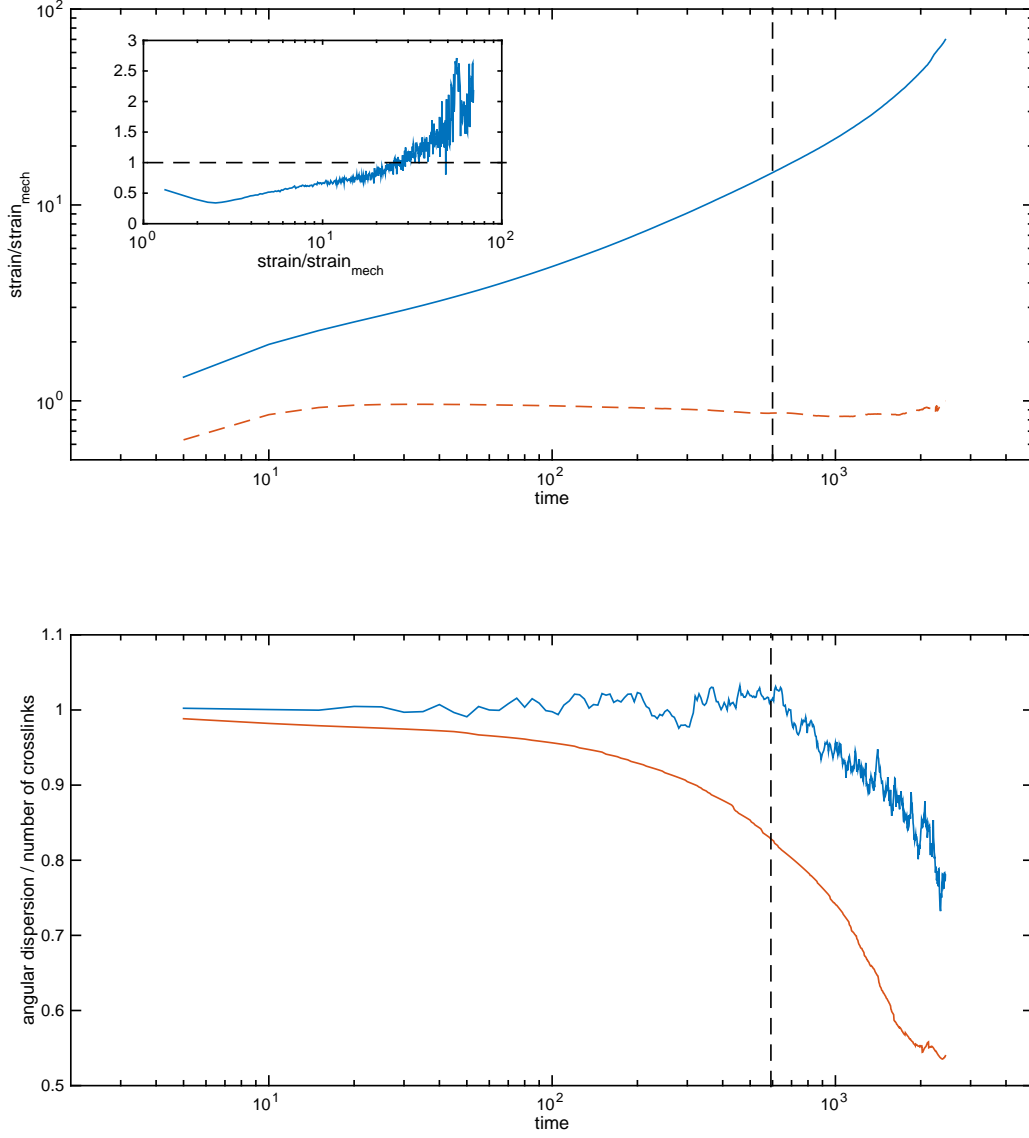 10^2
3
2.5
2
1.5
1
0.5
0
10^0 10^1 10^2
strain/strain_mech
strain/strain_mech
10^1
10^0
10^1 10^2 10^3
time
1.1
1
0.9
0.8
0.7
0.6
0.5
angular dispersion / number of crosslinks
10^1 10^2 10^3
time